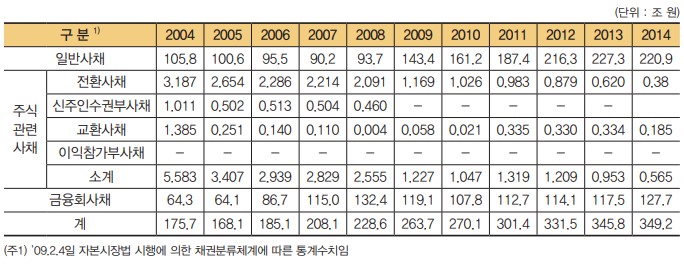 (단위 : 조 원)
구 분 1) 2004 2005 2006 2007 2008 2009 2010 2011 2012 2013 2014
일반사채 105.8 100.6 95.5 90.2 93.7 143.4 161.2 187.4 216.3 227.3 220.9
주식 관련 사채
전환사채 3.187 2.654 2.286 2.214 2.091 1.169 1.026 0.983 0.879 0.620 0.38
신주인수권부사채 1.011 0.502 0.513 0.504 0.460 – – – – – –
교환사채 1.385 0.251 0.140 0.110 0.004 0.058 0.021 0.335 0.330 0.334 0.185
이익참가부사채 – – – – – – – – – – –
소계 5.583 3.407 2.939 2.829 2.555 1.227 1.047 1.319 1.209 0.953 0.565
금융회사채 64.3 64.1 86.7 115.0 132.4 119.1 107.8 112.7 114.1 117.5 127.7
계 175.7 168.1 185.1 208.1 228.6 263.7 270.1 301.4 331.5 345.8 349.2
(주1) '09.2.4일 자본시장법 시행에 의한 채권분류체계에 따른 통계수치임